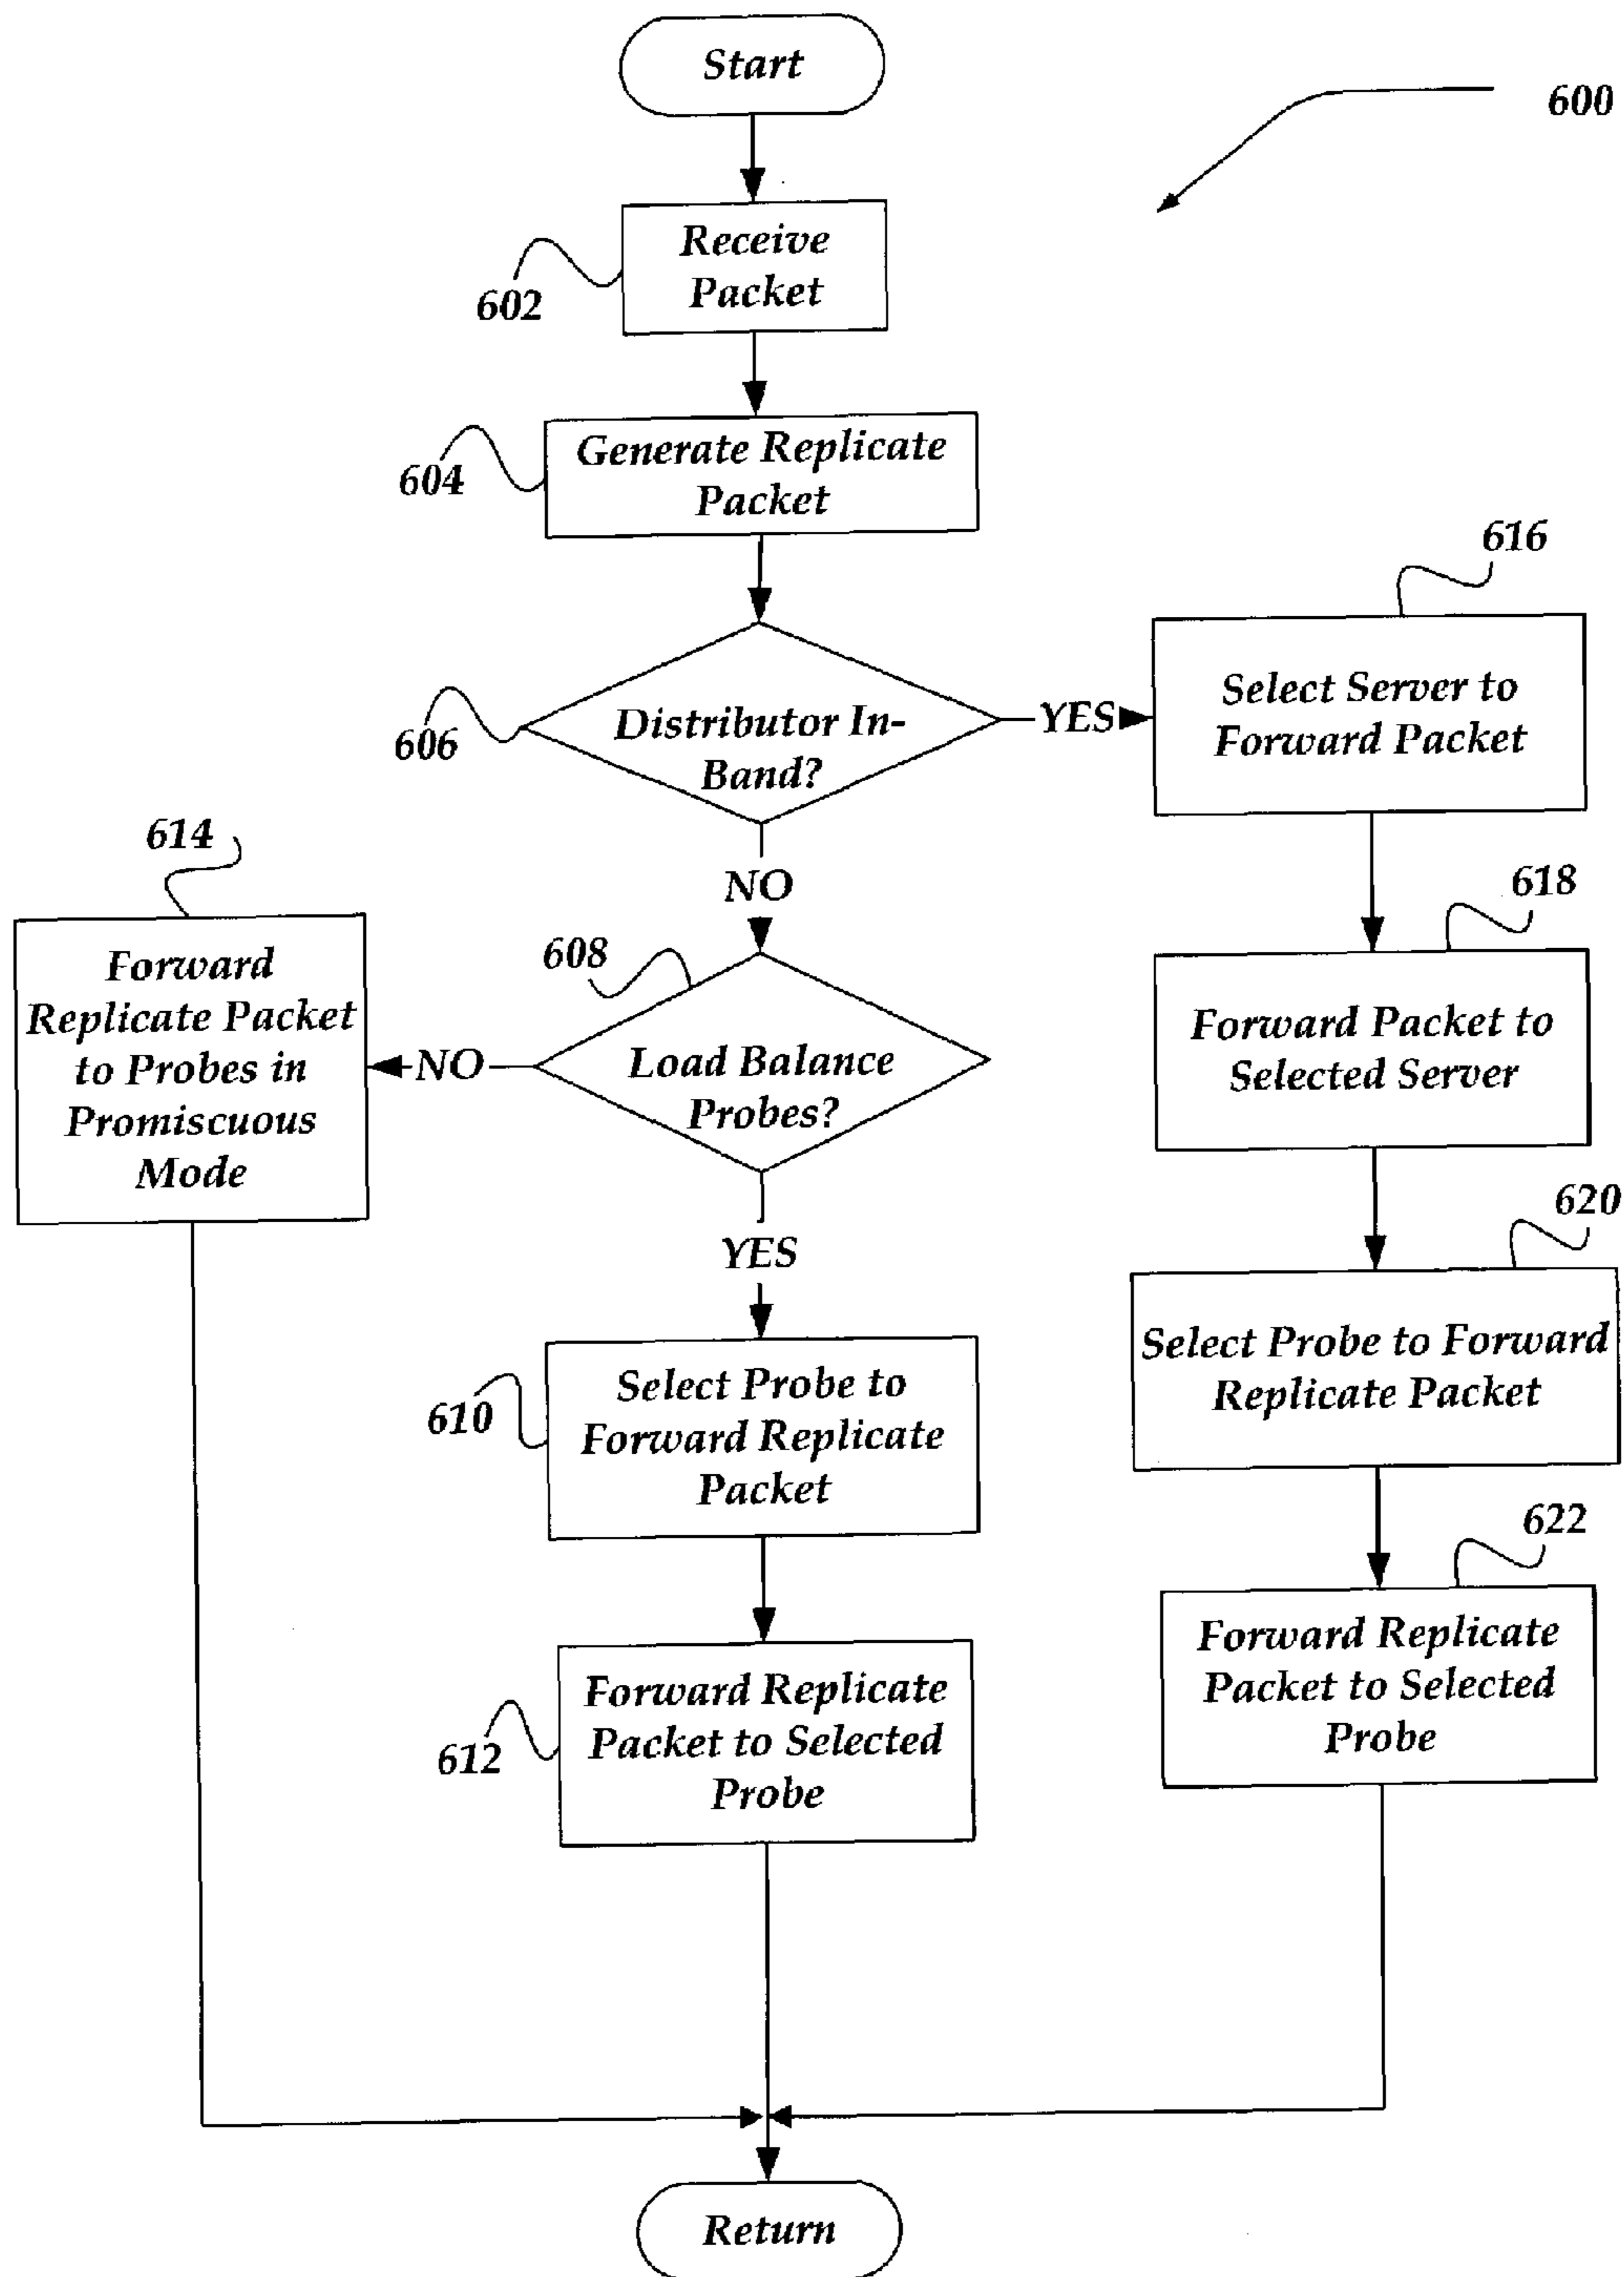 Start
600
Receive
Packet
602
Generate Replicate
Packet
604
616
Distributor In-
Band?
606
YES
Select Server to
Forward Packet
NO
614
Forward
Replicate Packet
to Probes in
Promiscuous
Mode
608
Load Balance
Probes?
NO
618
Forward Packet to
Selected Server
YES
620
Select Probe to Forward
Replicate Packet
Select Probe to
Forward Replicate
Packet
610
622
Forward Replicate
Packet to Selected
Probe
Forward Replicate
Packet to Selected
Probe
612
Return